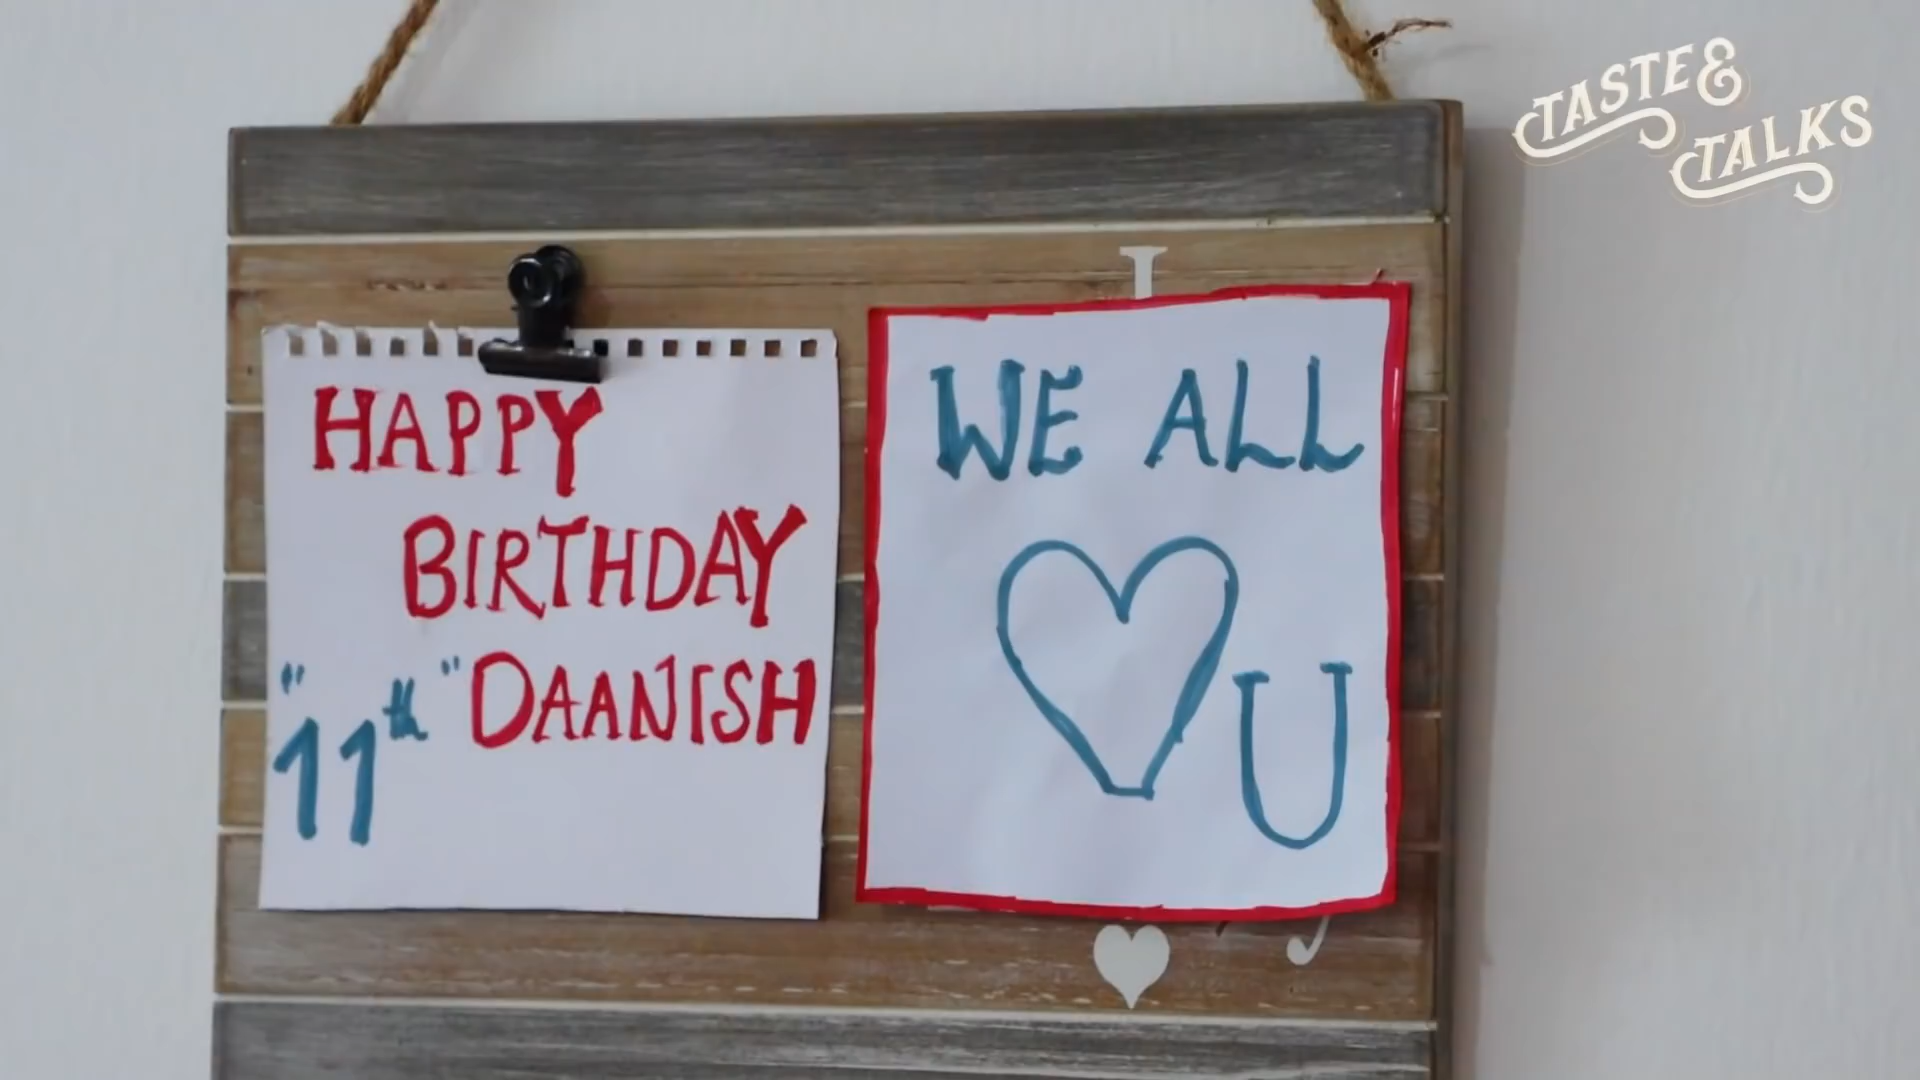 TASTE &
TALKS
I
HAPPY
BIRTHDAY
"11th" DAANISH
WE ALL
♡ U